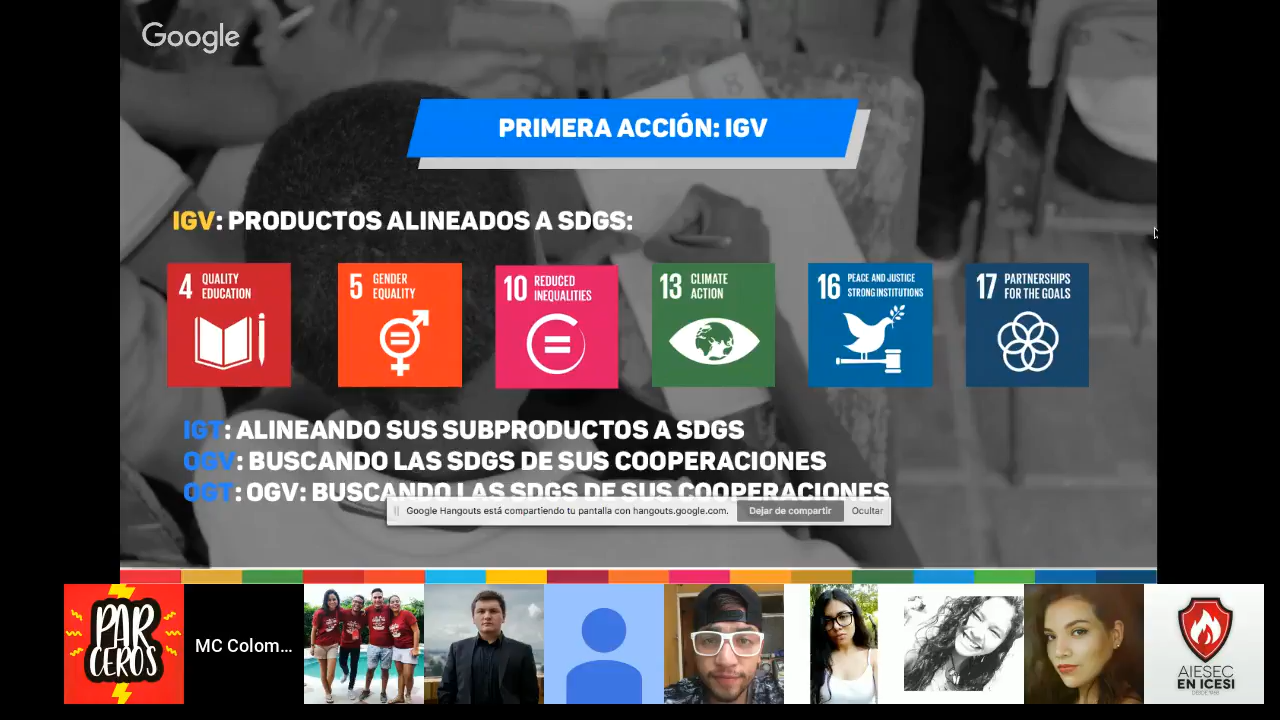 Google
PRIMERA ACCIÓN: IGV
IGV: PRODUCTOS ALINEADOS A SDGS:
4 QUALITY
EDUCATION
5 GENDER
EQUALITY
10 REDUCED
INEQUALITIES
13 CLIMATE
ACTION
16 PEACE AND JUSTICE
STRONG INSTITUTIONS
17 PARTNERSHIPS
FOR THE GOALS
IGT: ALINEANDO SUS SUBPRODUCTOS A SDGS
OGV: BUSCANDO LAS SDGS DE SUS COOPERACIONES
OGT: OGV: BUSCANDO LAS SDGS DE SUS COOPERACIONES
Google Hangouts está compartiendo tu pantalla con hangouts.google.com. Dejar de compartir Ocultar
PAR
CEROS
MC Colom...
AIESEC
EN ICESI